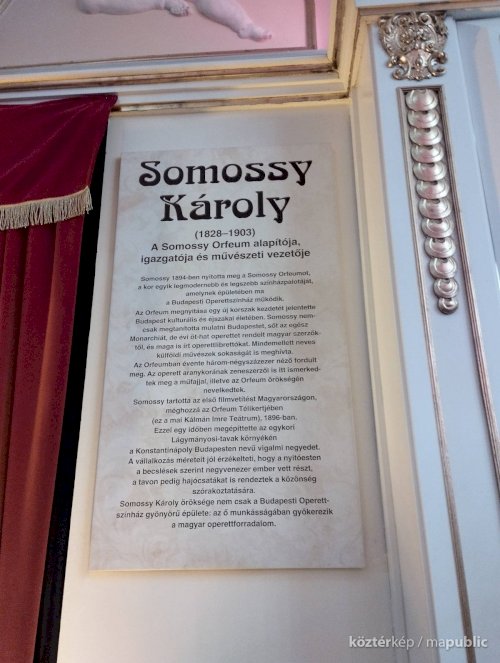 Somossy
Károly
(1828–1903)
A Somossy Orfeum alapítója,
igazgatója és művészeti vezetője
Somossy 1894-ben nyitotta meg a Somossy Orfeumot,
a kor egyik legmodernebb és legszebb színházpalotáját,
amelynek épületében ma
a Budapesti Operettszínház működik.
Az Orfeum megnyitása egy új korszak kezdetét jelentette
Budapest kulturális és éjszakai életében. Somossy nem-
csak megtanította mulatni Budapestet, sőt az egész
Monarchiát, de évi öt-hat operettet rendelt magyar szerzők-
től, és maga is írt operettlibrettókat. Mindemellett neves
külföldi művészek sokaságát is meghívta.
Az Orfeumban évente három-négyszázezer néző fordult
meg. Az operett aranykorának zeneszerzői is itt ismerked-
tek meg a műfajjal, illetve az Orfeum örökségén
nevelkedtek.
Somossy tartotta az első filmvetítést Magyarországon,
méghozzá az Orfeum Télikertjében
(ez a mai Kálmán Imre Teátrum), 1896-ban.
Ezzel egy időben megépíttette az egykori
Lágymányosi-tavak környékén
a Konstantinápoly Budapesten nevű vigalmi negyedet.
A vállalkozás méreteit jól érzékelteti, hogy a nyitóesten
a becslések szerint negyvenezer ember vett részt,
a tavon pedig hajócsatákat is rendeztek a közönség
szórakoztatására.
Somossy Károly öröksége nem csak a Budapesti Operett-
színház gyönyörű épülete: az ő munkásságában gyökerezik
a magyar operettforradalom.
köztérkép / mapublic